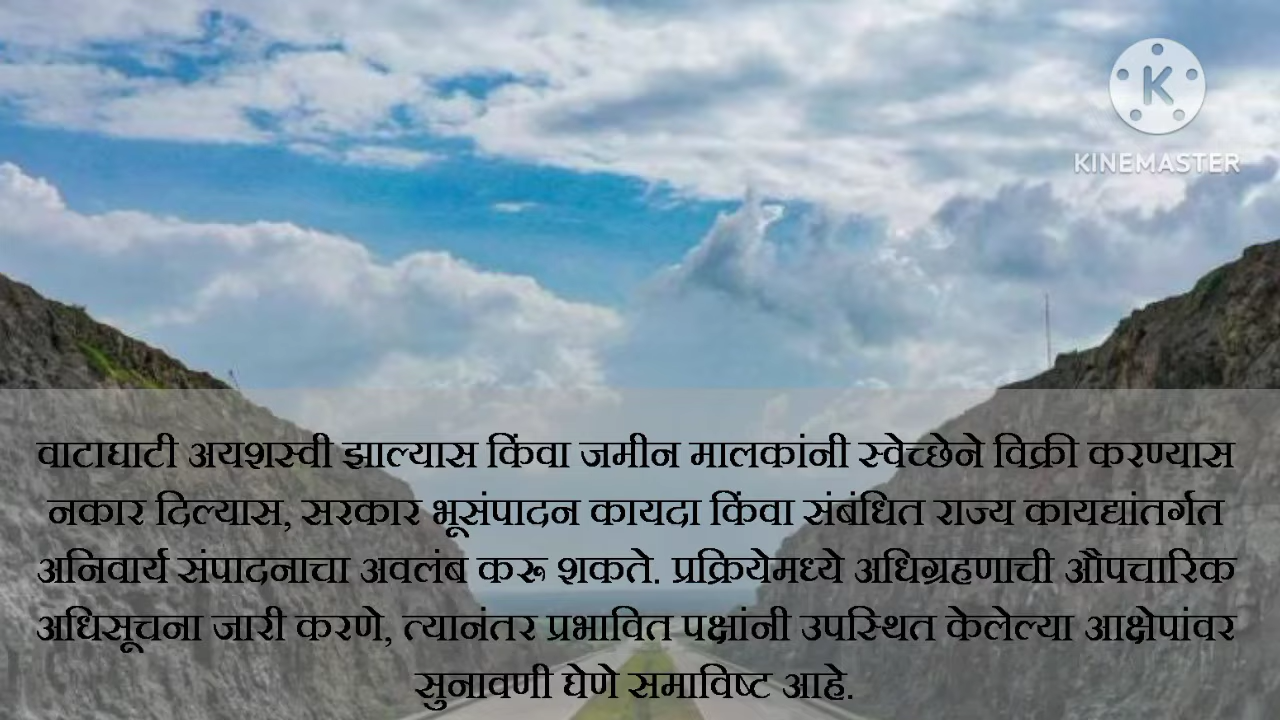 K
KINEMASTER
वाटाघाटी अयशस्वी झाल्यास किंवा जमीन मालकांनी स्वेच्छेने विक्री करण्यास
नकार दिल्यास, सरकार भूसंपादन कायदा किंवा संबंधित राज्य कायद्यांतर्गत
अनिवार्य संपादनाचा अवलंब करू शकते. प्रक्रियेमध्ये अधिग्रहणाची औपचारिक
अधिसूचना जारी करणे, त्यानंतर प्रभावित पक्षांनी उपस्थित केलेल्या आक्षेपांवर
सुनावणी घेणे समाविष्ट आहे.